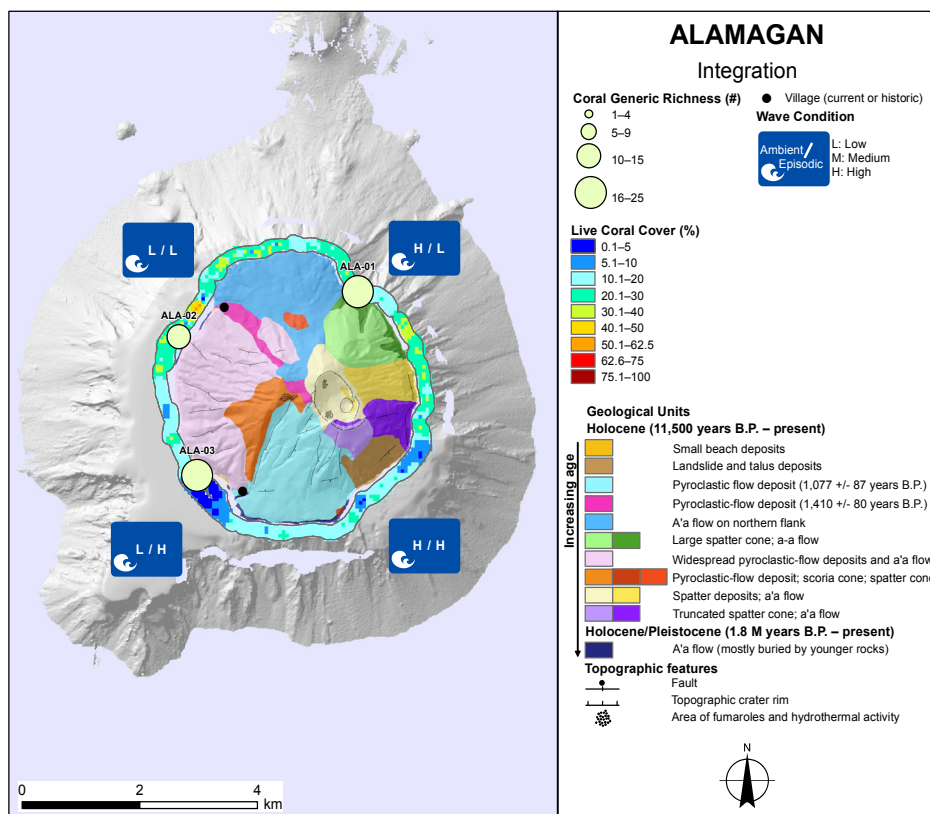 ALAMAGAN
Integration
Coral Generic Richness (#)
1–4
5–9
10–15
16–25
Village (current or historic)
Wave Condition
Ambient/
Episodic
L: Low
M: Medium
H: High
Live Coral Cover (%)
0.1–5
5.1–10
10.1–20
20.1–30
30.1–40
40.1–50
50.1–62.5
62.6–75
75.1–100
Geological Units
Holocene (11,500 years B.P. – present)
Increasing age
Small beach deposits
Landslide and talus deposits
Pyroclastic flow deposit (1,077 +/- 87 years B.P.)
Pyroclastic-flow deposit (1,410 +/- 80 years B.P.)
A'a flow on northern flank
Large spatter cone; a-a flow
Widespread pyroclastic-flow deposits and a'a flow
Pyroclastic-flow deposit; scoria cone; spatter cone
Spatter deposits; a'a flow
Truncated spatter cone; a'a flow
Holocene/Pleistocene (1.8 M years B.P. – present)
A'a flow (mostly buried by younger rocks)
Topographic features
Fault
Topographic crater rim
Area of fumaroles and hydrothermal activity
N
L / L
H / L
ALA-01
ALA-02
ALA-03
L / H
H / H
0 2 4
km